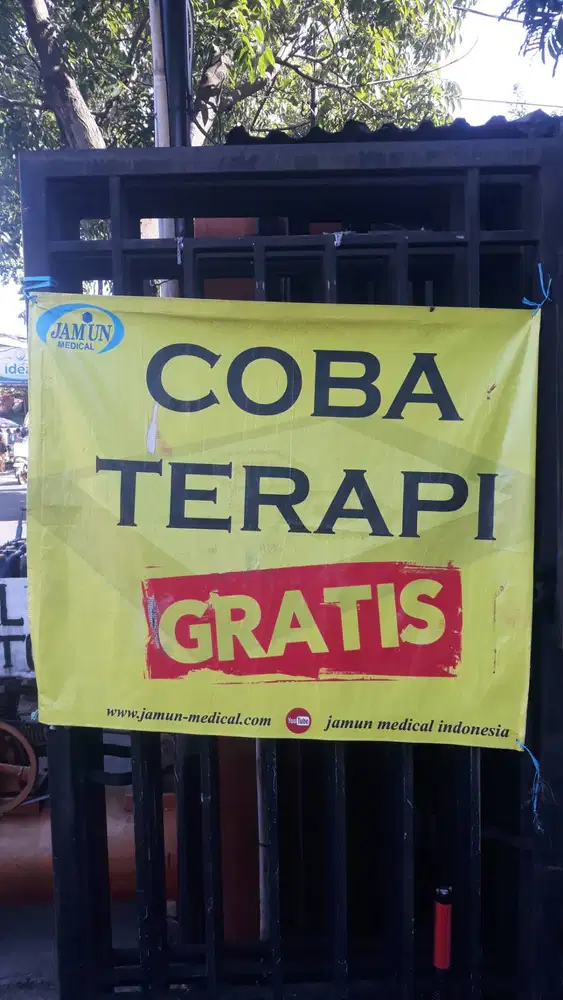 JAMUN
MEDICAL
COBA
TERAPI
GRATIS
www.jamun-medical.com YouTube jamun medical indonesia